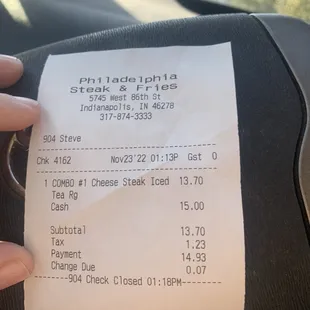 Philadelphia
Steak & Fries
5745 West 86th St
Indianapolis, IN 46278
317-874-3333
904 Steve
Chk 4162 Nov23'22 01:13P Gst 0
1 COMBO #1 Cheese Steak Iced 13.70
Tea Rg
Cash 15.00
Subtotal 13.70
Tax 1.23
Payment 14.93
Change Due 0.07
------904 Check Closed 01:18PM------